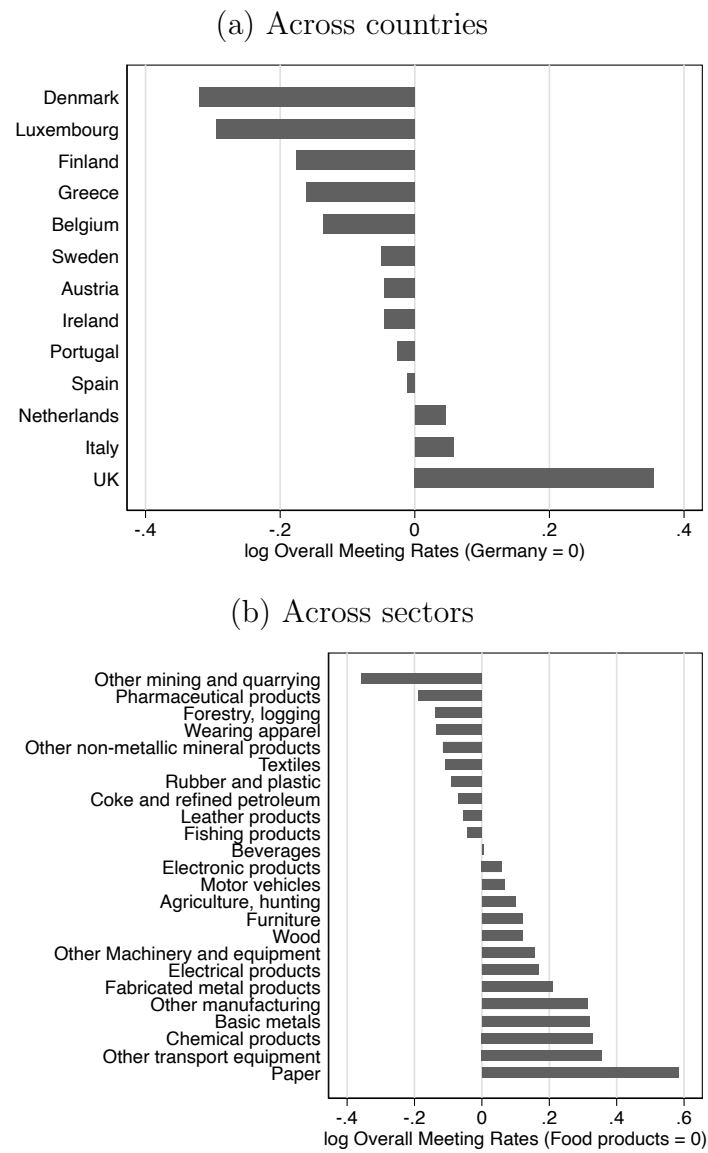 (a) Across countries
Denmark
Luxembourg
Finland
Greece
Belgium
Sweden
Austria
Ireland
Portugal
Spain
Netherlands
Italy
UK
-.4 -.2 0 .2 .4
log Overall Meeting Rates (Germany = 0)
(b) Across sectors
Other mining and quarrying
Pharmaceutical products
Forestry, logging
Wearing apparel
Other non-metallic mineral products
Textiles
Rubber and plastic
Coke and refined petroleum
Leather products
Fishing products
Beverages
Electronic products
Motor vehicles
Agriculture, hunting
Furniture
Wood
Other Machinery and equipment
Electrical products
Fabricated metal products
Other manufacturing
Basic metals
Chemical products
Other transport equipment
Paper
-.4 -.2 0 .2 .4 .6
log Overall Meeting Rates (Food products = 0)